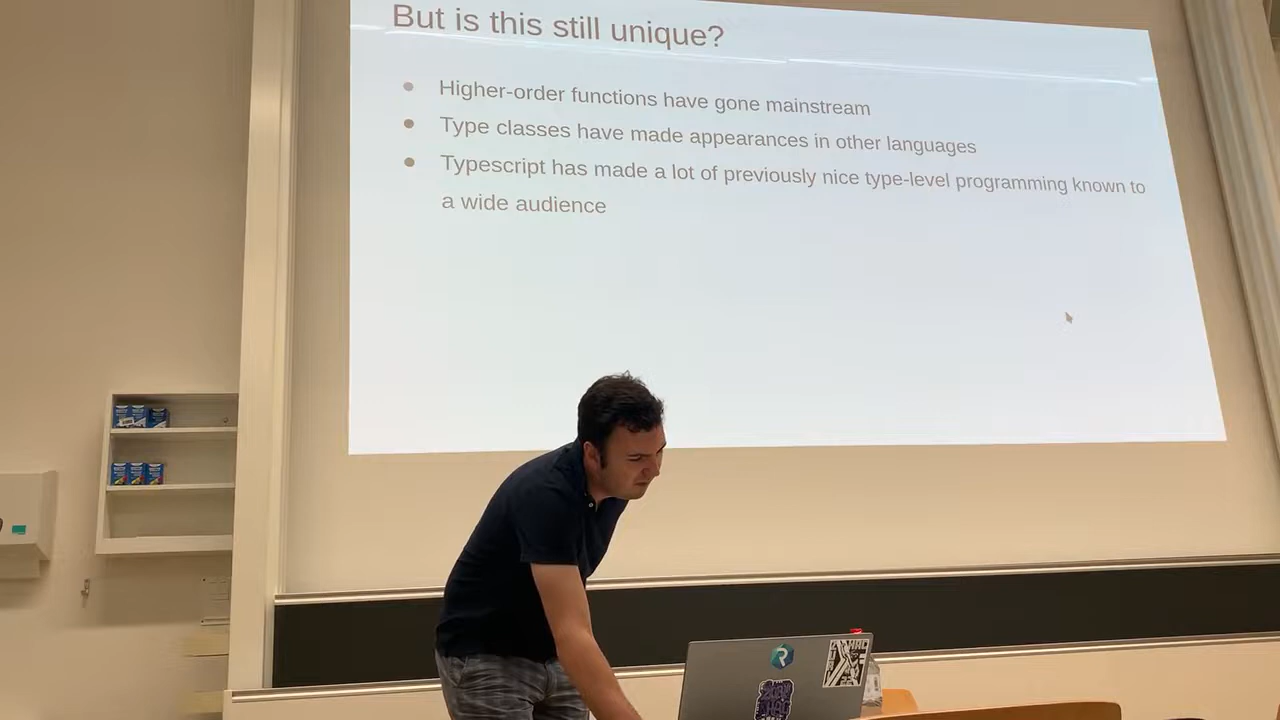 But is this still unique?
Higher-order functions have gone mainstream
Type classes have made appearances in other languages
Typescript has made a lot of previously nice type-level programming known to
a wide audience